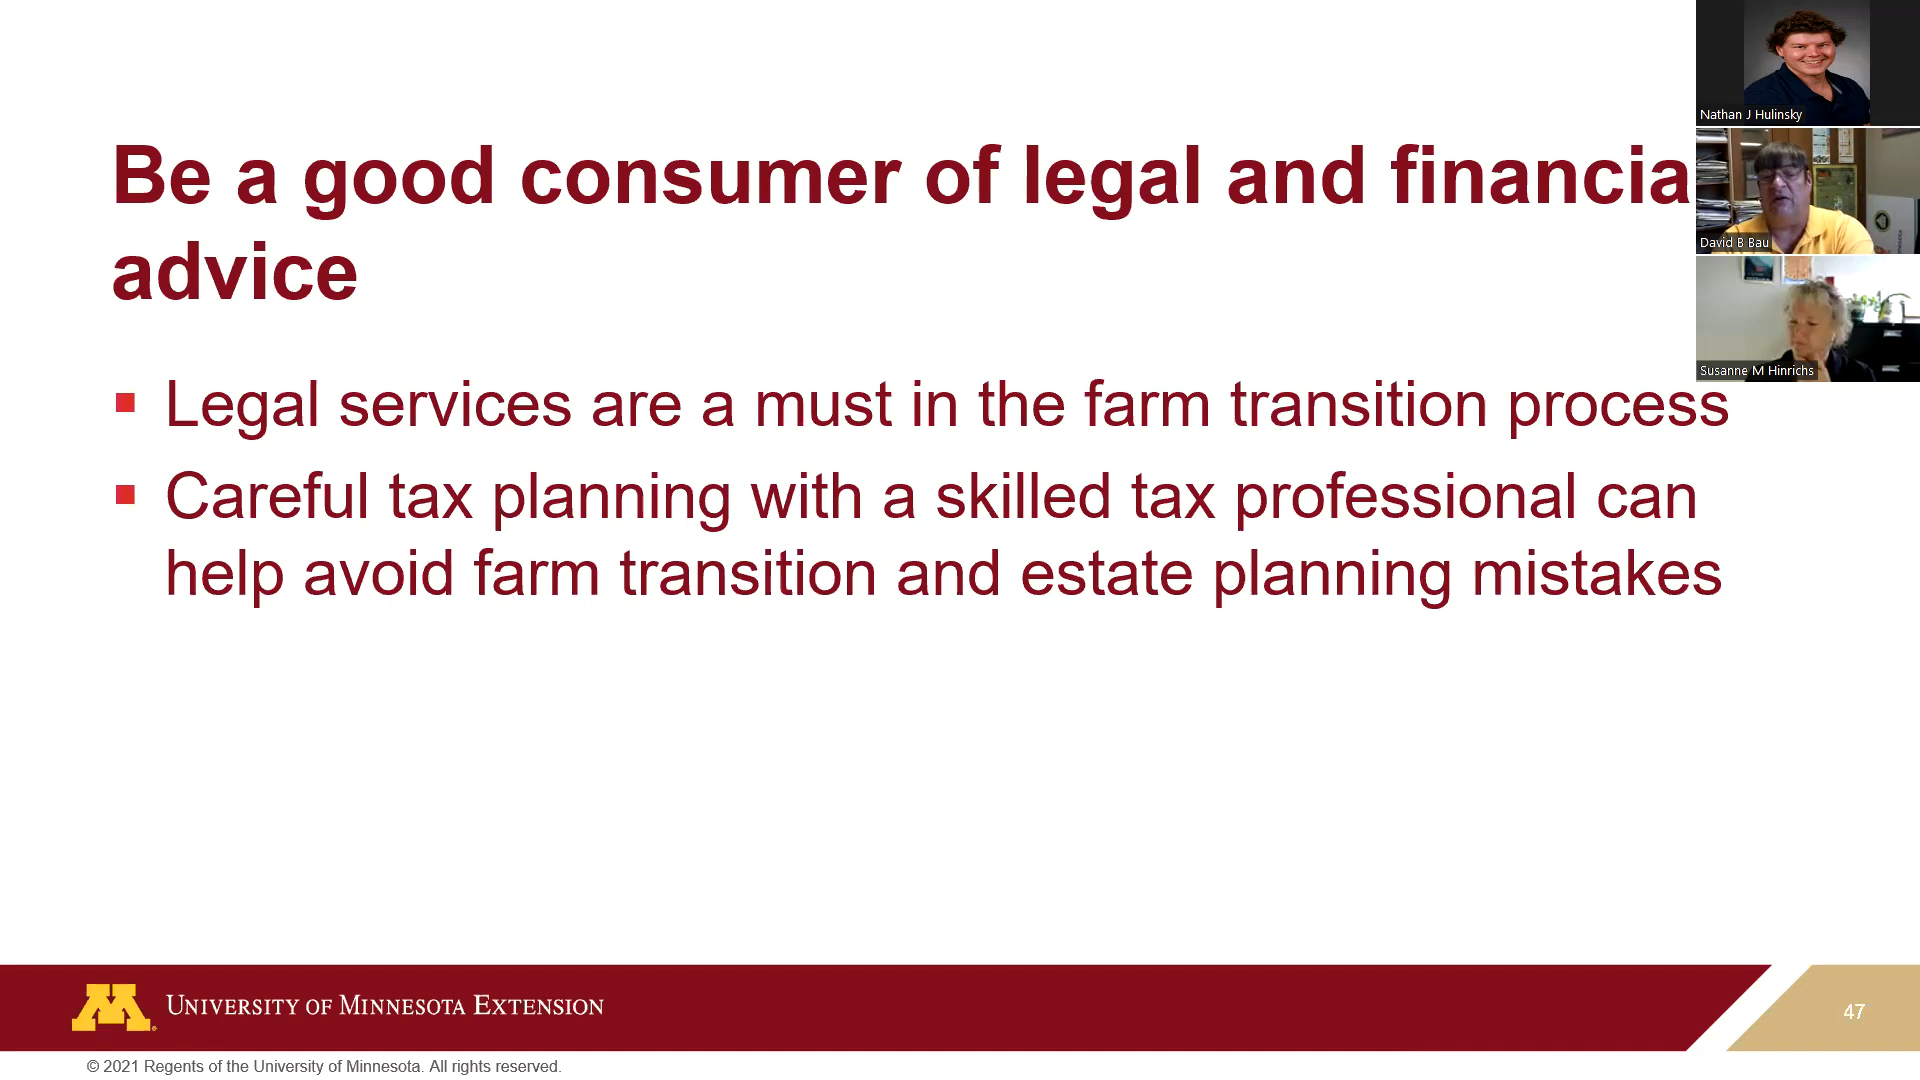 Be a good consumer of legal and financia
advice
Legal services are a must in the farm transition process
Careful tax planning with a skilled tax professional can
help avoid farm transition and estate planning mistakes
Nathan J Hulinsky
David B Bau
Susanne M Hinrichs
M
UNIVERSITY OF MINNESOTA EXTENSION
47
© 2021 Regents of the University of Minnesota. All rights reserved.